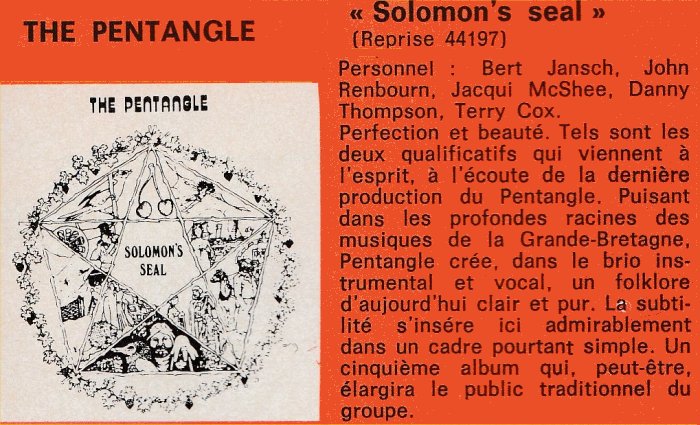 THE PENTANGLE
THE PENTANGLE
SOLOMON'S
SEAL
« Solomon's seal »
(Reprise 44197)
Personnel : Bert Jansch, John
Renbourn, Jacqui McShee, Danny
Thompson, Terry Cox.
Perfection et beauté. Tels sont les
deux qualificatifs qui viennent à
l'esprit, à l'écoute de la dernière
production du Pentangle. Puisant
dans les profondes racines des
musiques de la Grande-Bretagne,
Pentangle crée, dans le brio ins-
trumental et vocal, un folklore
d'aujourd'hui clair et pur. La subti-
lité s'insére ici admirablement
dans un cadre pourtant simple. Un
cinquième album qui, peut-être,
élargira le public traditionnel du
groupe.